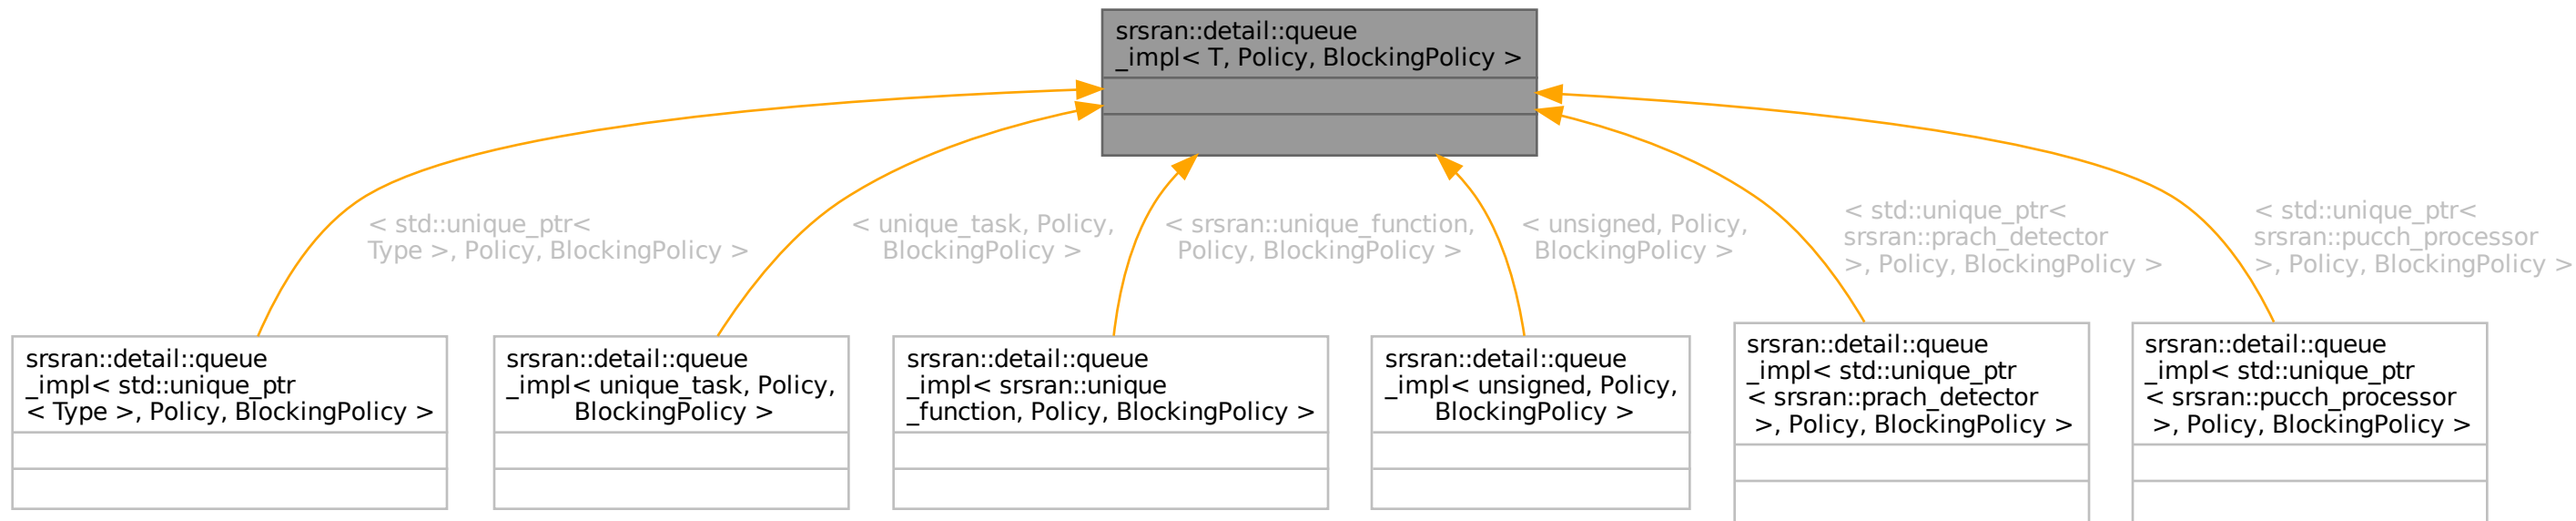 srsran::detail::queue
_impl< T, Policy, BlockingPolicy >
< std::unique_ptr<
Type >, Policy, BlockingPolicy >
< unique_task, Policy,
BlockingPolicy >
< srsran::unique_function,
Policy, BlockingPolicy >
< unsigned, Policy,
BlockingPolicy >
< std::unique_ptr<
srsran::prach_detector
>, Policy, BlockingPolicy >
< std::unique_ptr<
srsran::pucch_processor
>, Policy, BlockingPolicy >
srsran::detail::queue
_impl< std::unique_ptr
< Type >, Policy, BlockingPolicy >
srsran::detail::queue
_impl< unique_task, Policy,
BlockingPolicy >
srsran::detail::queue
_impl< srsran::unique
_function, Policy, BlockingPolicy >
srsran::detail::queue
_impl< unsigned, Policy,
BlockingPolicy >
srsran::detail::queue
_impl< std::unique_ptr
< srsran::prach_detector
>, Policy, BlockingPolicy >
srsran::detail::queue
_impl< std::unique_ptr
< srsran::pucch_processor
>, Policy, BlockingPolicy >